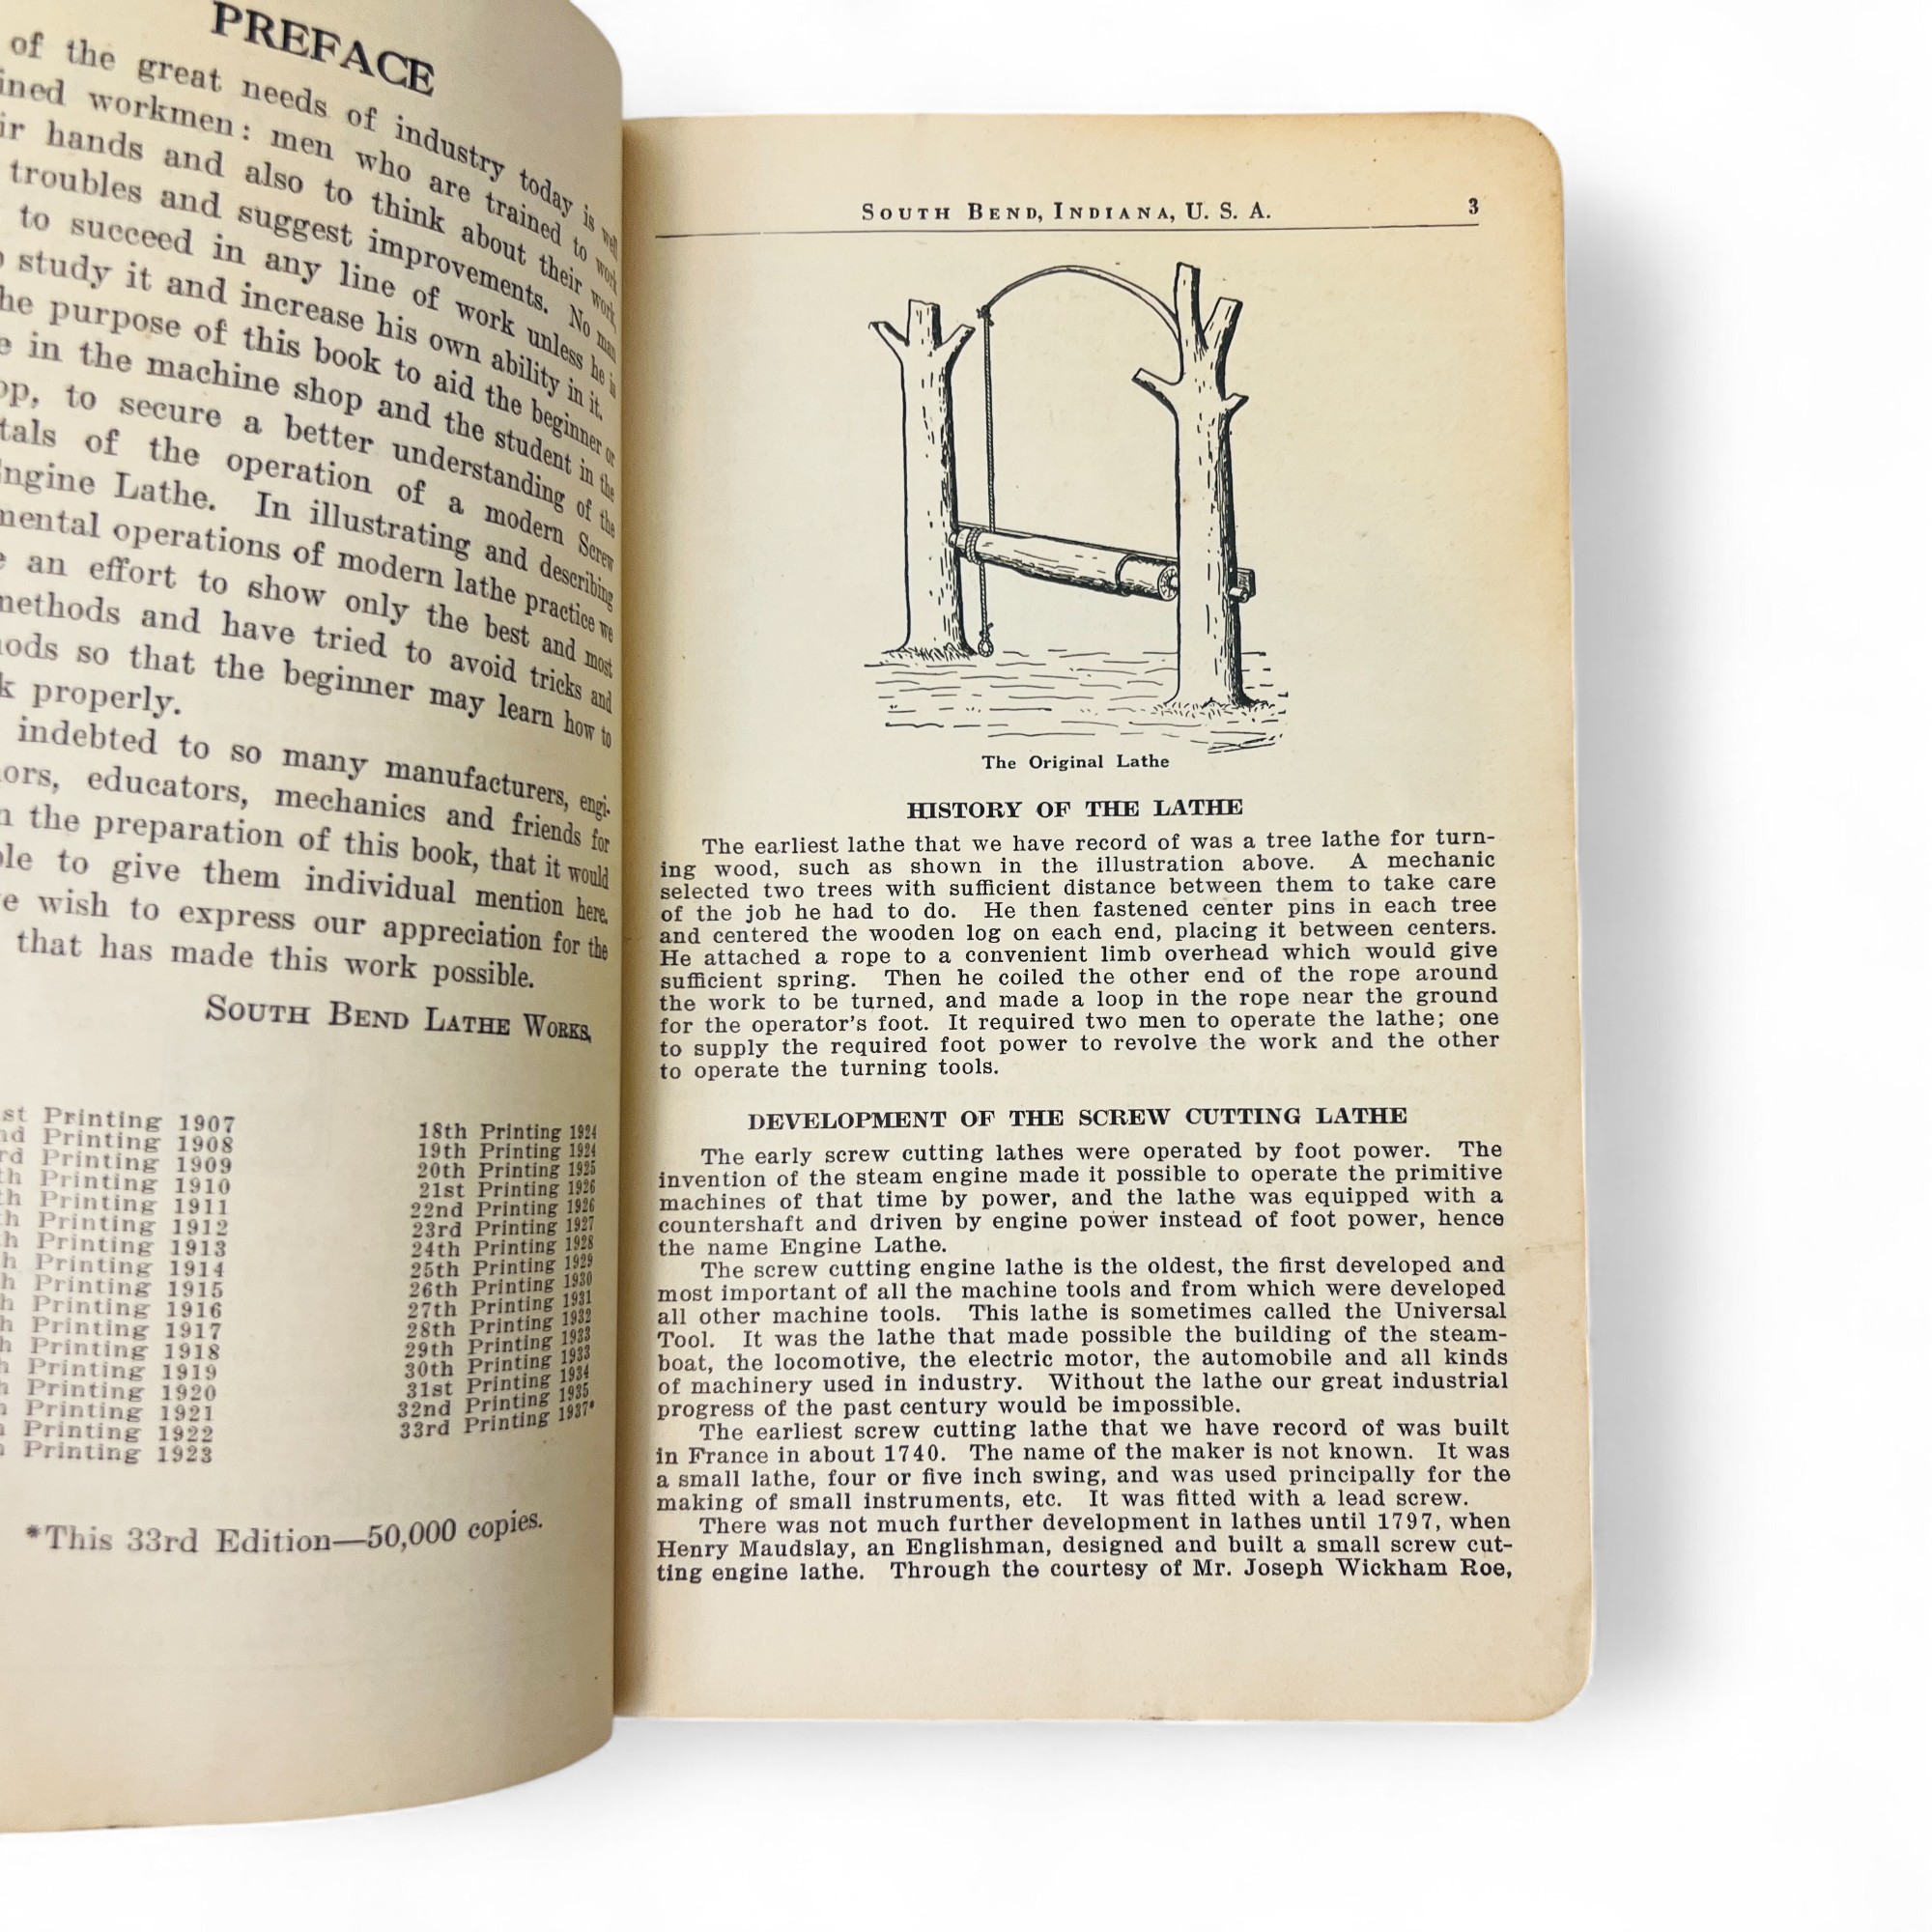 PREFACE
of the great needs of industry today is well
workmen: men who are trained to work
hands and also to think about their work,
troubles and suggest improvements. No man
to succeed in any line of work unless he is
study it and increase his own ability in it.
purpose of this book to aid the beginner or
in the machine shop and the student in the
to secure a better understanding of the
of the operation of a modern Screw
Engine Lathe. In illustrating and describing
operations of modern lathe practice we
an effort to show only the best and most
methods and have tried to avoid tricks and
so that the beginner may learn how to
properly.
indebted to so many manufacturers, engi-
educators, mechanics and friends for
the preparation of this book, that it would
to give them individual mention here.
wish to express our appreciation for the
that has made this work possible.
SOUTH BEND LATHE WORKS,
Printing 1907
Printing 1908
Printing 1909
Printing 1910
Printing 1911
Printing 1912
Printing 1913
Printing 1914
Printing 1915
Printing 1916
Printing 1917
Printing 1918
Printing 1919
Printing 1920
Printing 1921
Printing 1922
Printing 1923
18th Printing 1924
19th Printing 1924
20th Printing 1925
21st Printing 1926
22nd Printing 1926
23rd Printing 1927
24th Printing 1928
25th Printing 1929
26th Printing 1930
27th Printing 1931
28th Printing 1932
29th Printing 1933
30th Printing 1933
31st Printing 1934
32nd Printing 1935
33rd Printing 1937*
*This 33rd Edition—50,000 copies.
SOUTH BEND, INDIANA, U. S. A. 3
The Original Lathe
HISTORY OF THE LATHE
The earliest lathe that we have record of was a tree lathe for turn-
ing wood, such as shown in the illustration above. A mechanic
selected two trees with sufficient distance between them to take care
of the job he had to do. He then fastened center pins in each tree
and centered the wooden log on each end, placing it between centers.
He attached a rope to a convenient limb overhead which would give
sufficient spring. Then he coiled the other end of the rope around
the work to be turned, and made a loop in the rope near the ground
for the operator's foot. It required two men to operate the lathe; one
to supply the required foot power to revolve the work and the other
to operate the turning tools.
DEVELOPMENT OF THE SCREW CUTTING LATHE
The early screw cutting lathes were operated by foot power. The
invention of the steam engine made it possible to operate the primitive
machines of that time by power, and the lathe was equipped with a
countershaft and driven by engine power instead of foot power, hence
the name Engine Lathe.
The screw cutting engine lathe is the oldest, the first developed and
most important of all the machine tools and from which were developed
all other machine tools. This lathe is sometimes called the Universal
Tool. It was the lathe that made possible the building of the steam-
boat, the locomotive, the electric motor, the automobile and all kinds
of machinery used in industry. Without the lathe our great industrial
progress of the past century would be impossible.
The earliest screw cutting lathe that we have record of was built
in France in about 1740. The name of the maker is not known. It was
a small lathe, four or five inch swing, and was used principally for the
making of small instruments, etc. It was fitted with a lead screw.
There was not much further development in lathes until 1797, when
Henry Maudslay, an Englishman, designed and built a small screw cut-
ting engine lathe. Through the courtesy of Mr. Joseph Wickham Roe,